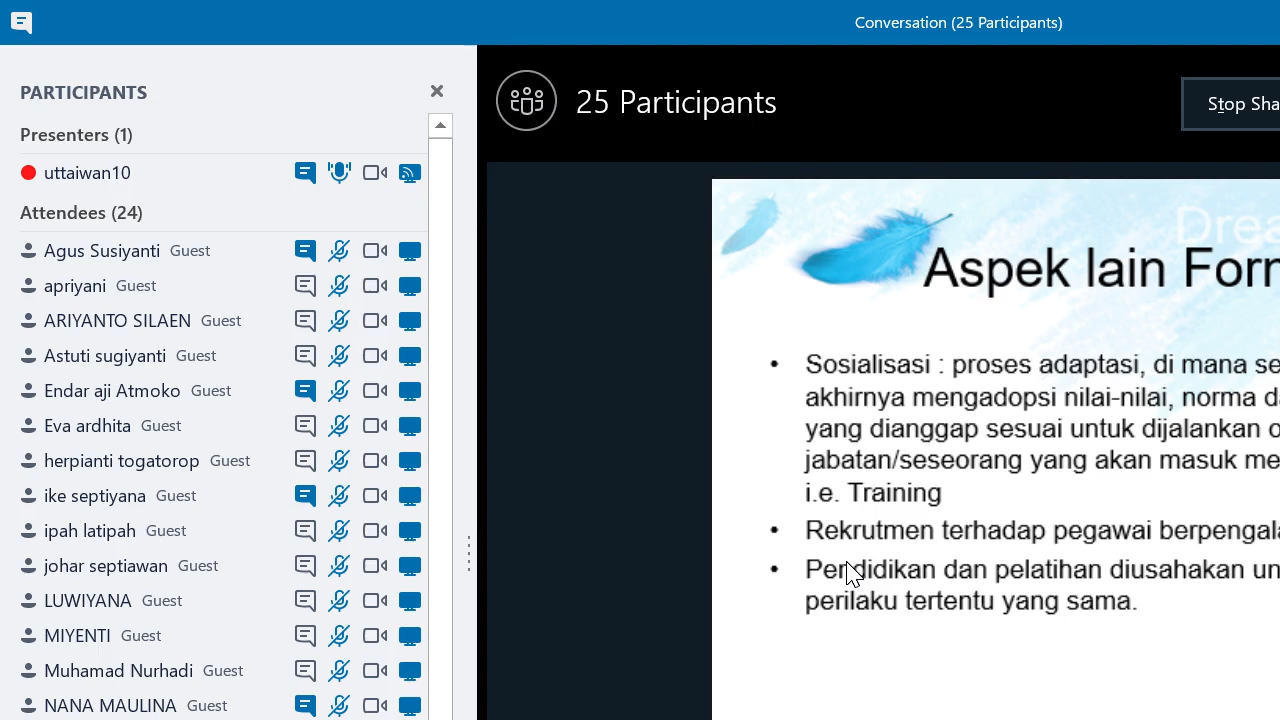 Conversation (25 Participants)
PARTICIPANTS
Presenters (1)
uttaiwan10
Attendees (24)
Agus Susiyanti Guest
apriyani Guest
ARIYANTO SILAEN Guest
Astuti sugiyanti Guest
Endar aji Atmoko Guest
Eva ardhita Guest
herpianti togatorop Guest
ike septiyana Guest
ipah latipah Guest
johar septiawan Guest
LUWIYANA Guest
MIYENTI Guest
Muhamad Nurhadi Guest
NANA MAULINA Guest
25 Participants
Stop Sha
Drea
Aspek lain Form
• Sosialisasi : proses adaptasi, di mana se
akhirnya mengadopsi nilai-nilai, norma da
yang dianggap sesuai untuk dijalankan o
jabatan/seseorang yang akan masuk me
i.e. Training
• Rekrutmen terhadap pegawai berpengala
• Pendidikan dan pelatihan diusahakan un
perilaku tertentu yang sama.